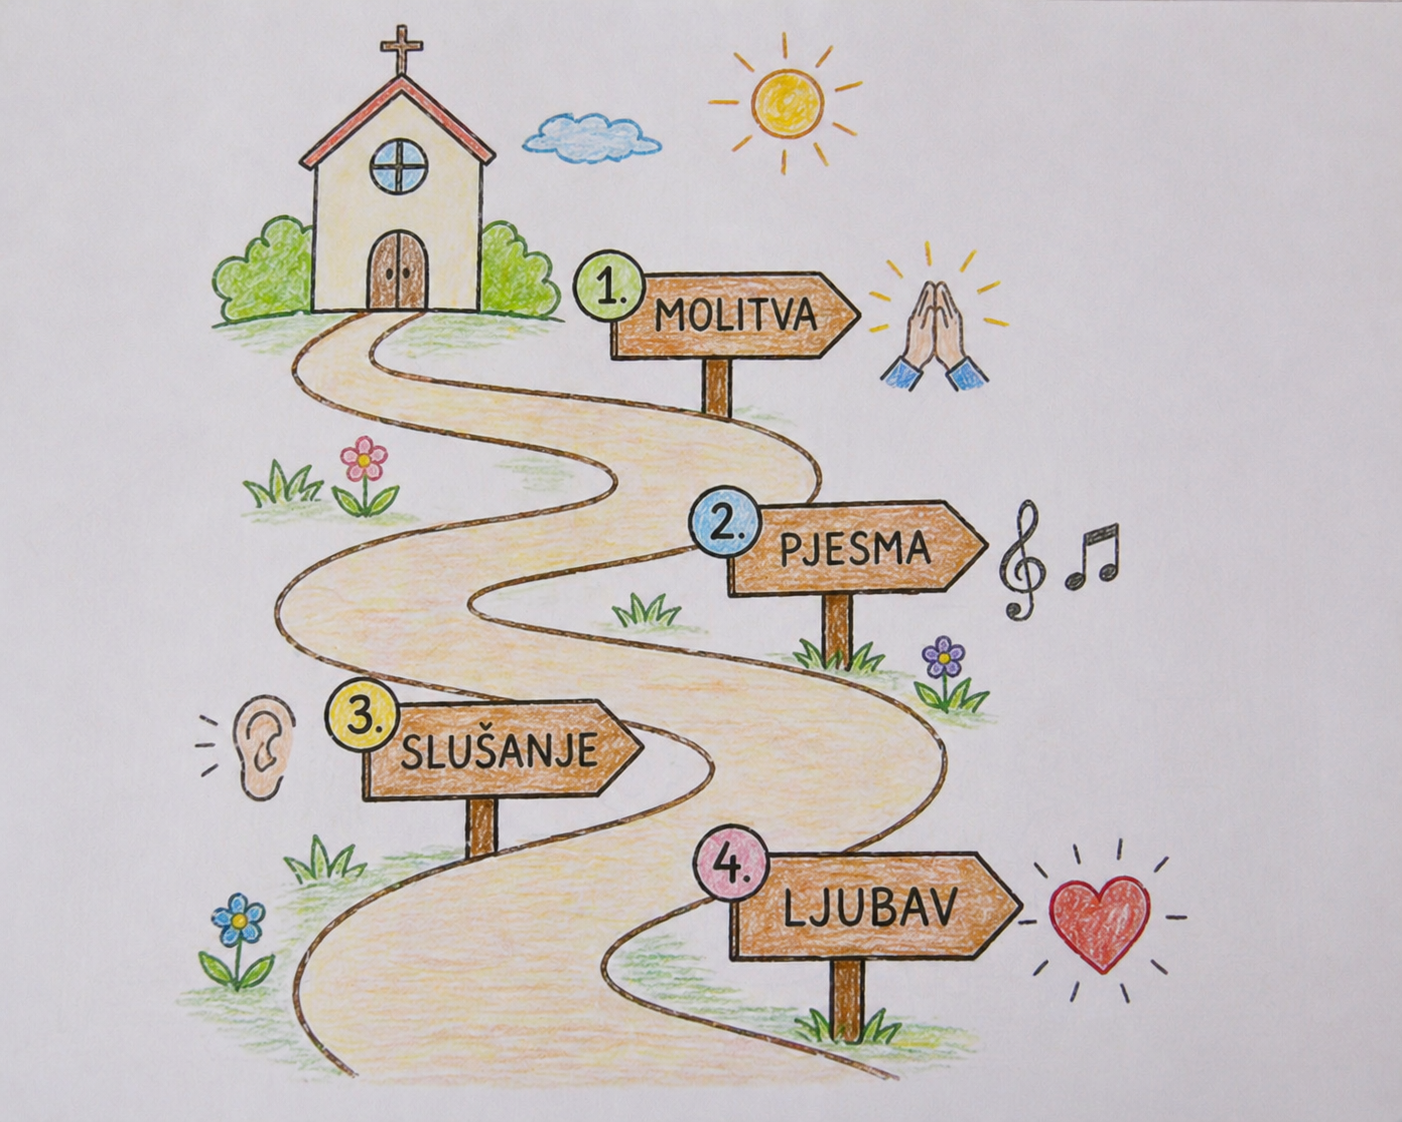 1.
MOLITVA
2.
PJESMA
3.
SLUŠANJE
4.
LJUBAV